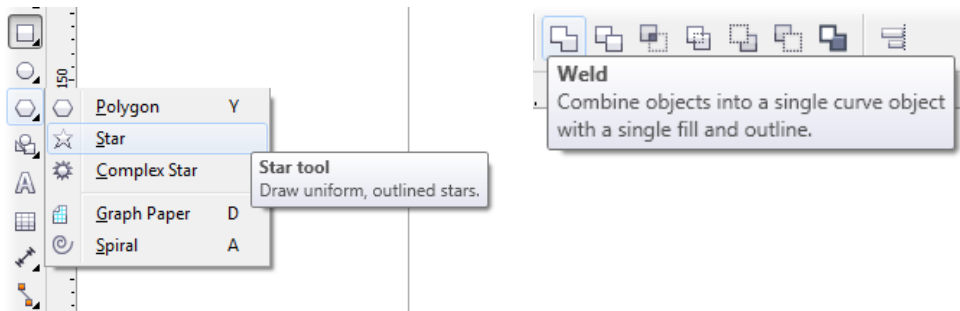 150
Polygon Y
Star
Complex Star
Graph Paper D
Spiral A
Star tool
Draw uniform, outlined stars.
Weld
Combine objects into a single curve object
with a single fill and outline.